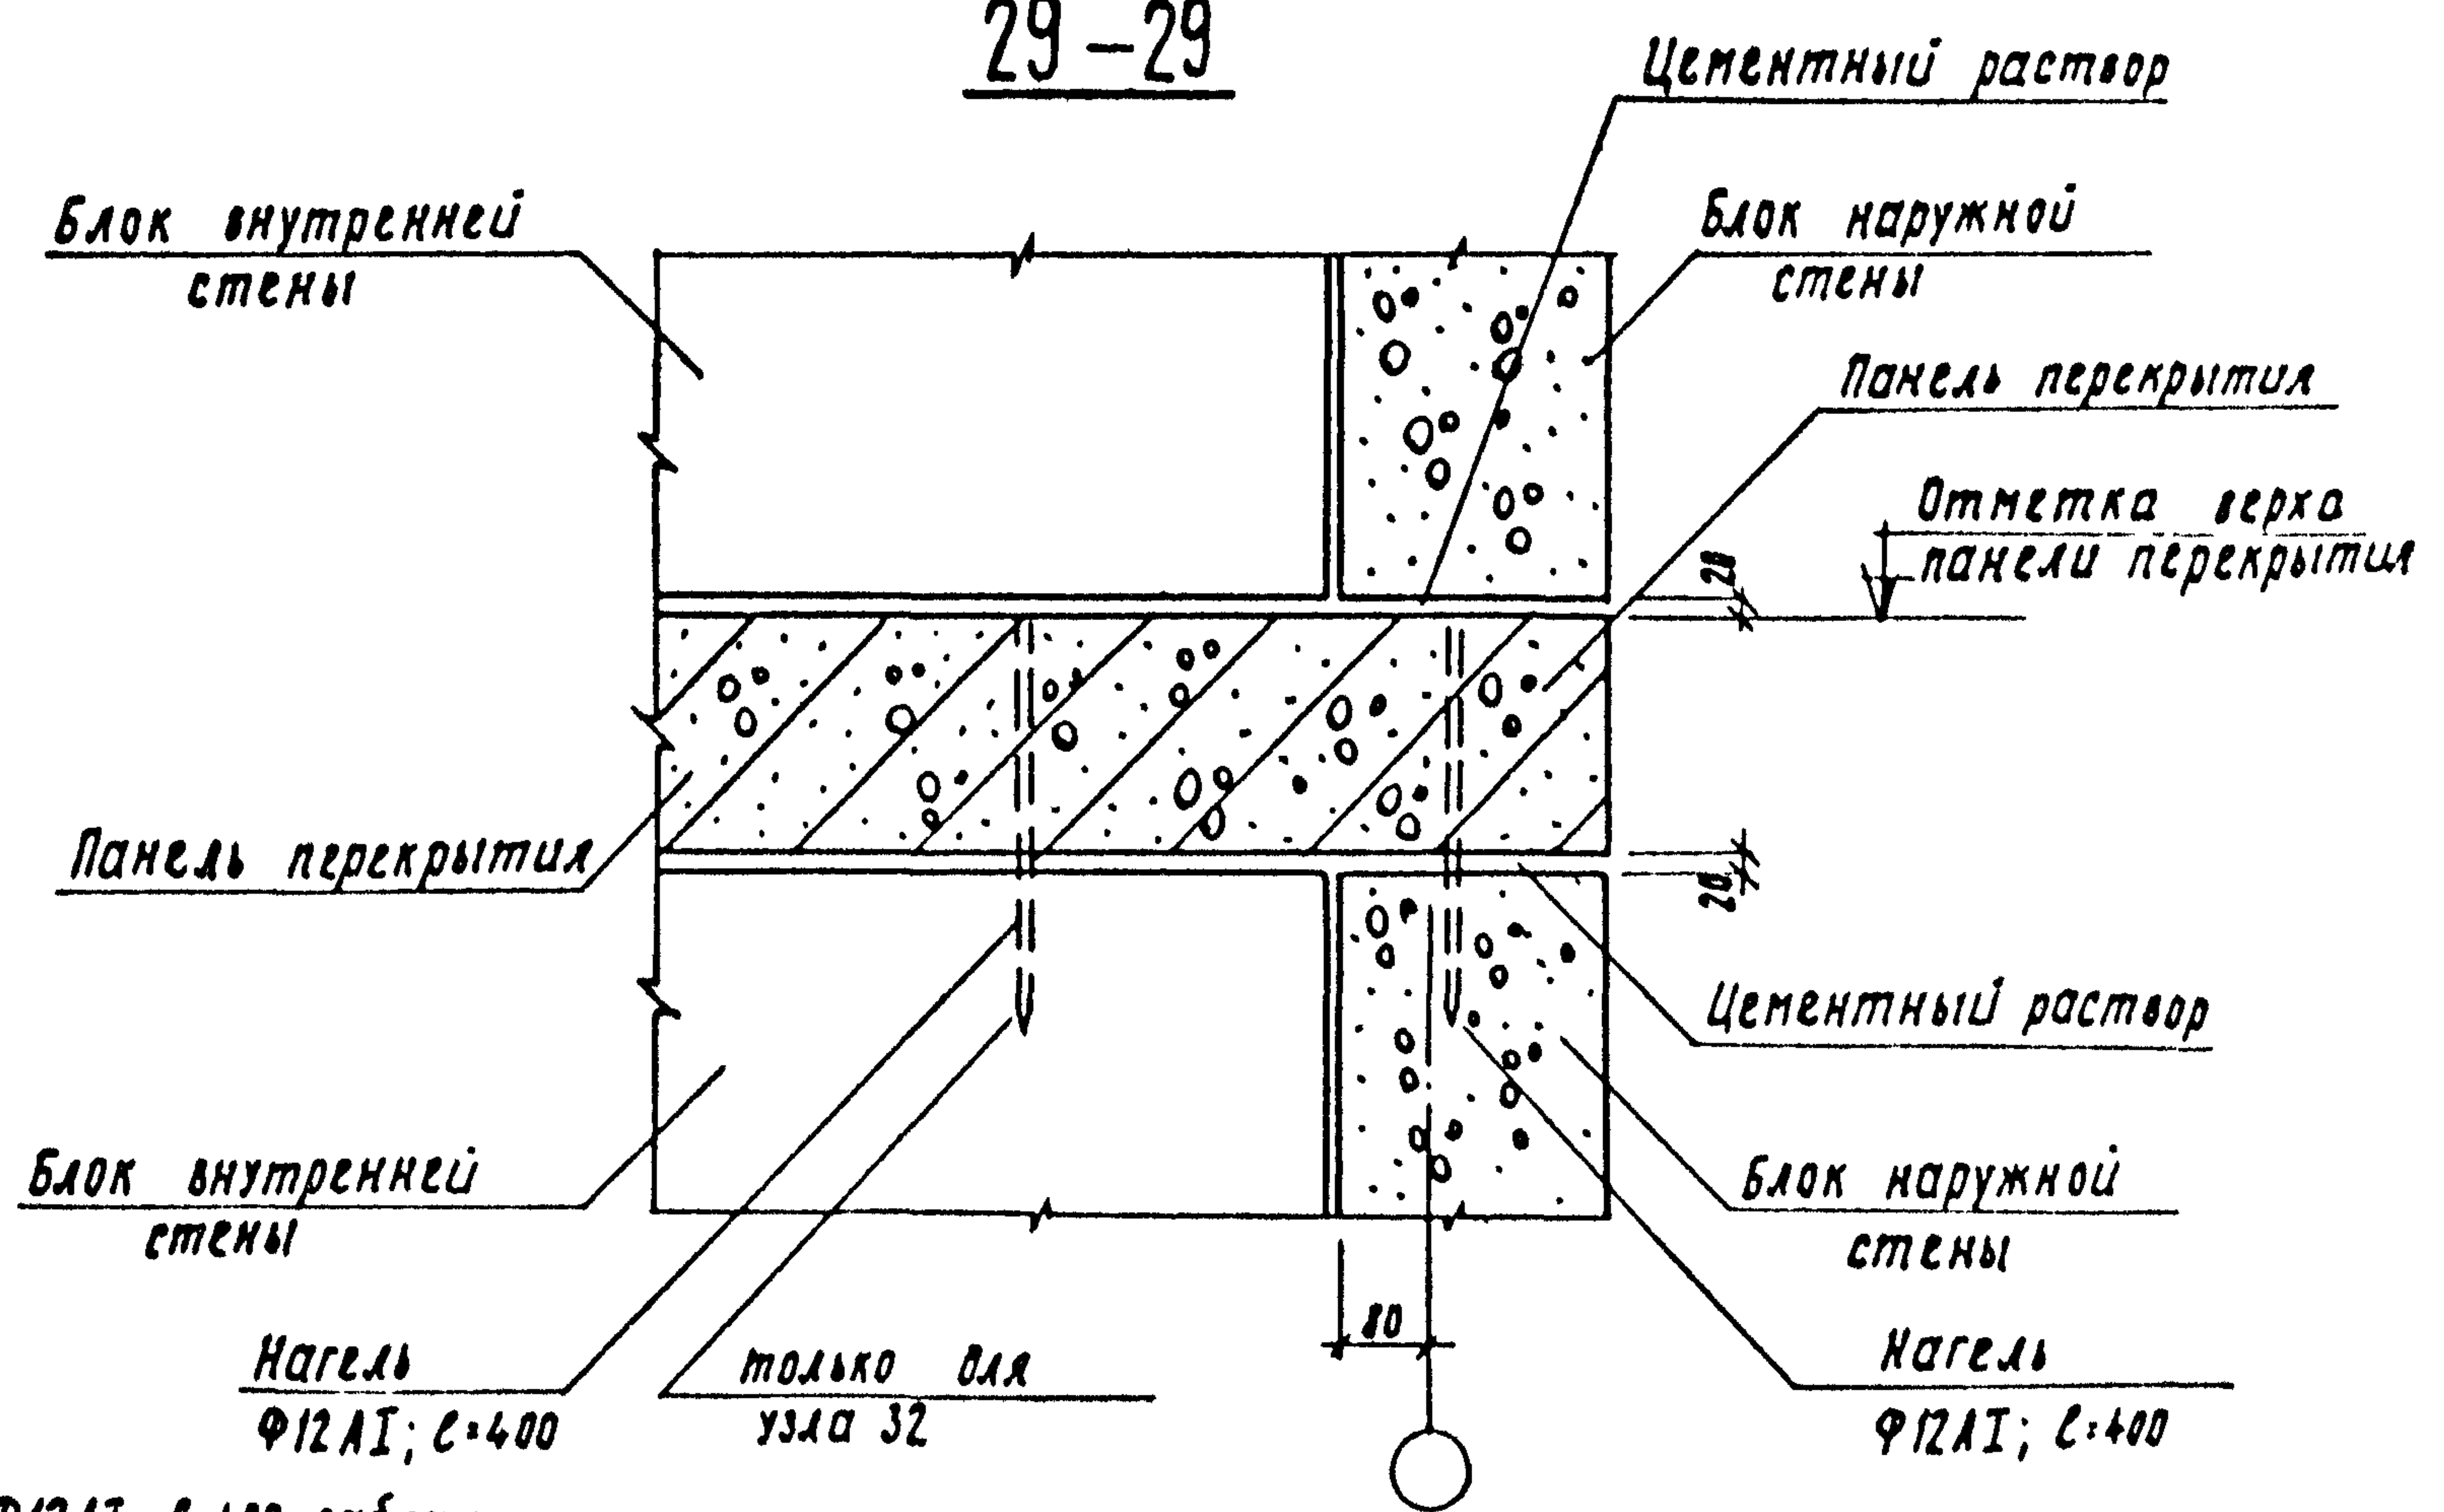 29-29
Цементный раствор
Блок внутренней
стены
Блок наружной
стены
Панель перекрытия
Отметка верха
панели перекрытия
20
Панель перекрытия
20
Цементный раствор
Блок внутренней
стены
Блок наружной
стены
80
Нагель
Ф12АI; ℓ=400
только для
узла 32
Нагель
Ф12АI; ℓ=400